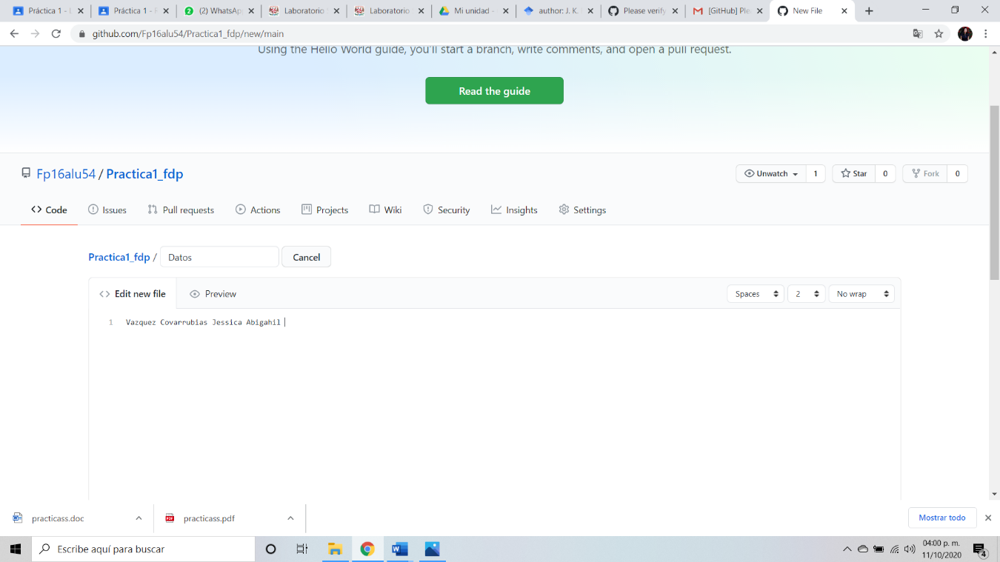 Práctica 1 - Práctica 1 - (2) WhatsAp Laboratorio Laboratorio Mi unidad - author: J. K. Please verify [GitHub] Ple New File
github.com/Fp16alu54/Practica1_fdp/new/main
Using the Hello World guide, you'll start a branch, write comments, and open a pull request.
Read the guide
Fp16alu54 / Practica1_fdp Unwatch 1 Star 0 Fork 0
Code Issues Pull requests Actions Projects Wiki Security Insights Settings
Practica1_fdp / Datos Cancel
Edit new file Preview Spaces 2 No wrap
1 Vazquez Covarrubias Jessica Abigahil
practicass.doc practicass.pdf Mostrar todo
Escribe aquí para buscar 04:00 p. m.
11/10/2020 4